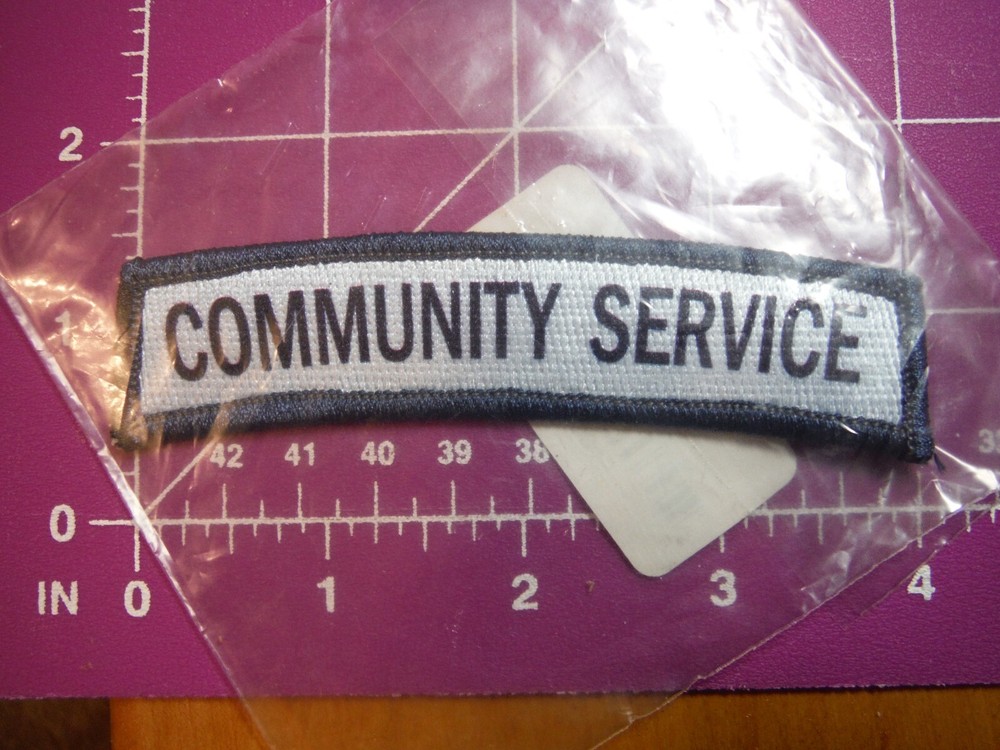 2
COMMUNITY SERVICE
1
42 41 40 39 38
0
IN 0 1 2 3 4